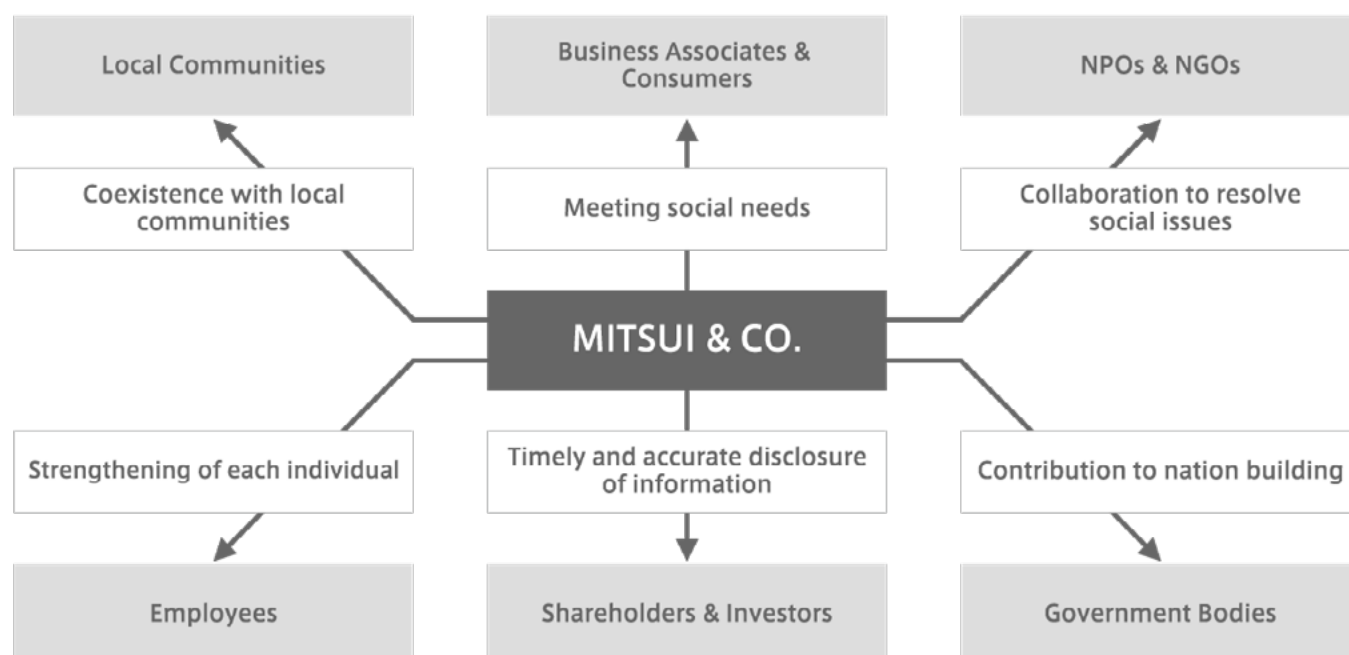 Local Communities
Business Associates &
Consumers
NPOs & NGOs
Coexistence with local
communities
Meeting social needs
Collaboration to resolve
social issues
MITSUI & CO.
Strengthening of each individual
Timely and accurate disclosure
of information
Contribution to nation building
Employees
Shareholders & Investors
Government Bodies